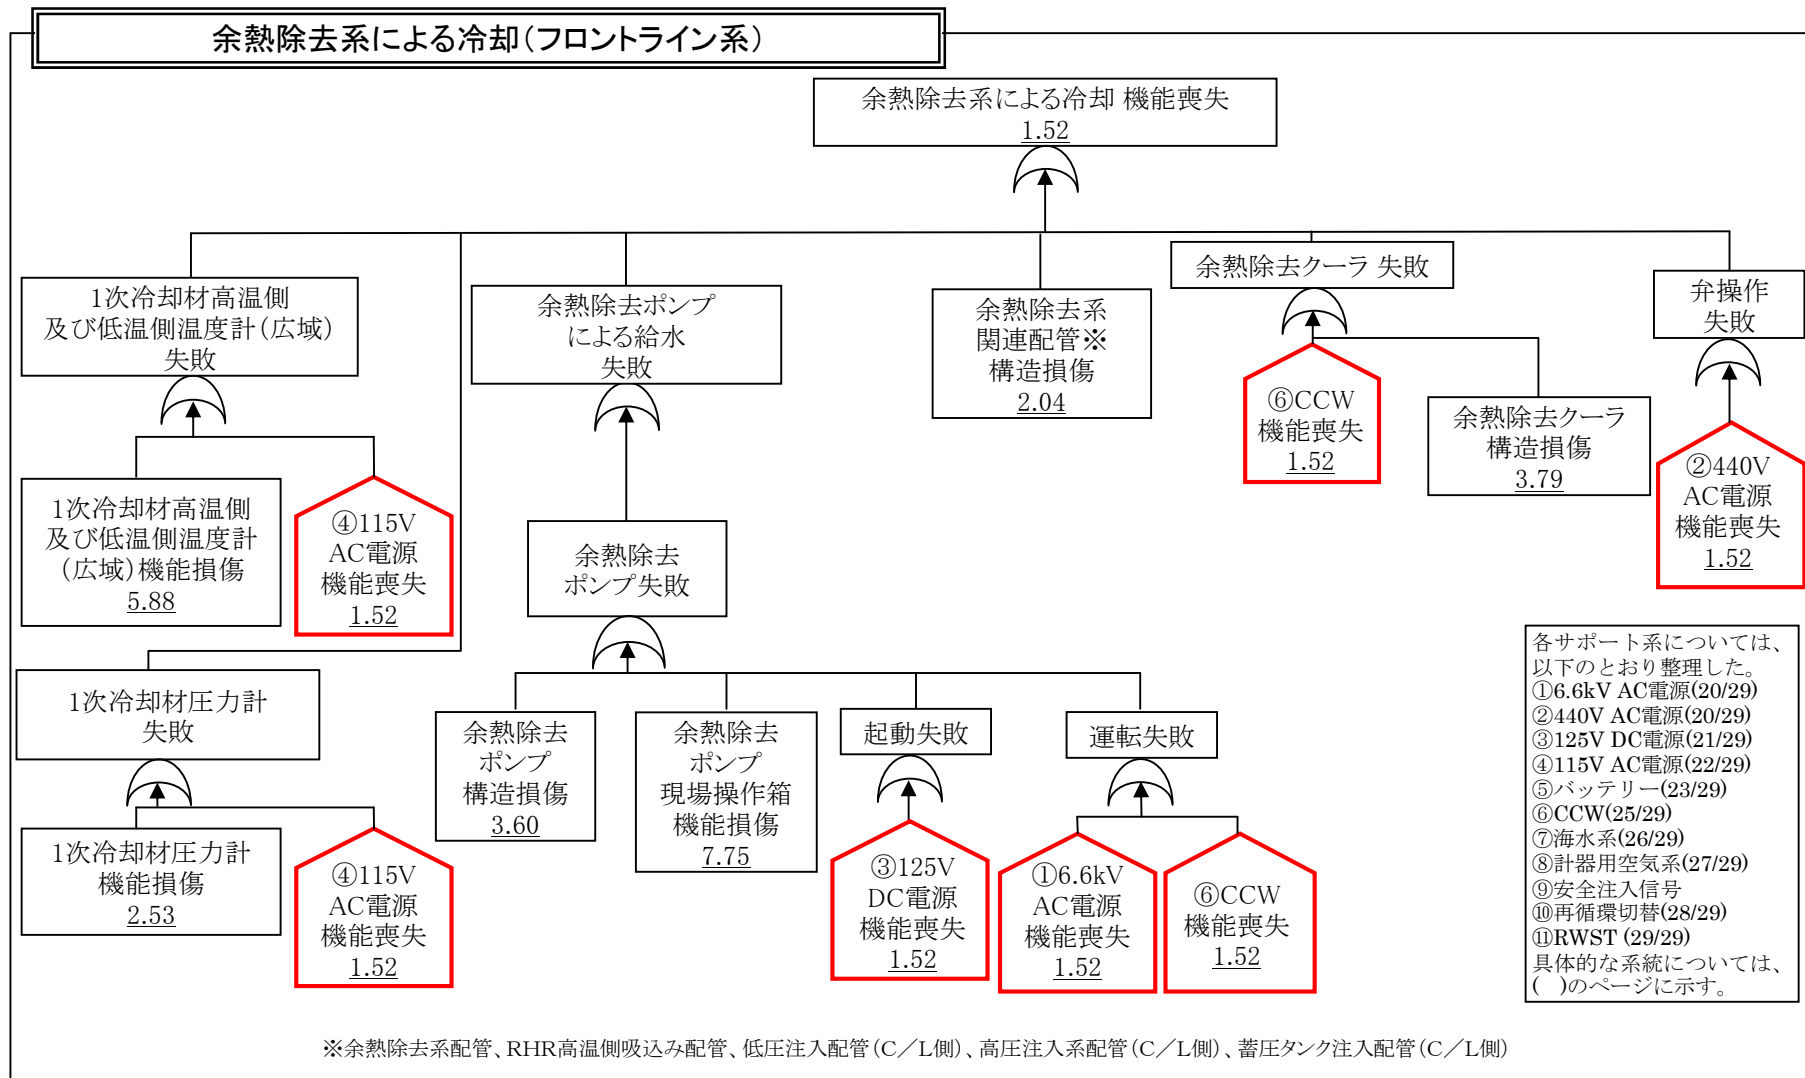 余熱除去系による冷却(フロントライン系)
余熱除去系による冷却 機能喪失
1.52
1次冷却材高温側
及び低温側温度計(広域)
失敗
余熱除去ポンプ
による給水
失敗
余熱除去系
関連配管※
構造損傷
2.04
余熱除去クーラ 失敗
弁操作
失敗
⑥CCW
機能喪失
1.52
余熱除去クーラ
構造損傷
3.79
②440V
AC電源
機能喪失
1.52
1次冷却材高温側
及び低温側温度計
(広域)機能損傷
5.88
④115V
AC電源
機能喪失
1.52
余熱除去
ポンプ失敗
1次冷却材圧力計
失敗
余熱除去
ポンプ
構造損傷
3.60
余熱除去
ポンプ
現場操作箱
機能損傷
7.75
起動失敗
運転失敗
1次冷却材圧力計
機能損傷
2.53
④115V
AC電源
機能喪失
1.52
③125V
DC電源
機能喪失
1.52
①6.6kV
AC電源
機能喪失
1.52
⑥CCW
機能喪失
1.52
各サポート系については、
以下のとおり整理した。
①6.6kV AC電源(20/29)
②440V AC電源(20/29)
③125V DC電源(21/29)
④115V AC電源(22/29)
⑤バッテリー(23/29)
⑥CCW(25/29)
⑦海水系(26/29)
⑧計器用空気系(27/29)
⑨安全注入信号
⑩再循環切替(28/29)
⑪RWST (29/29)
具体的な系統については、
( )のページに示す。
※余熱除去系配管、RHR高温側吸込み配管、低圧注入配管(C/L側)、高圧注入系配管(C/L側)、蓄圧タンク注入配管(C/L側)